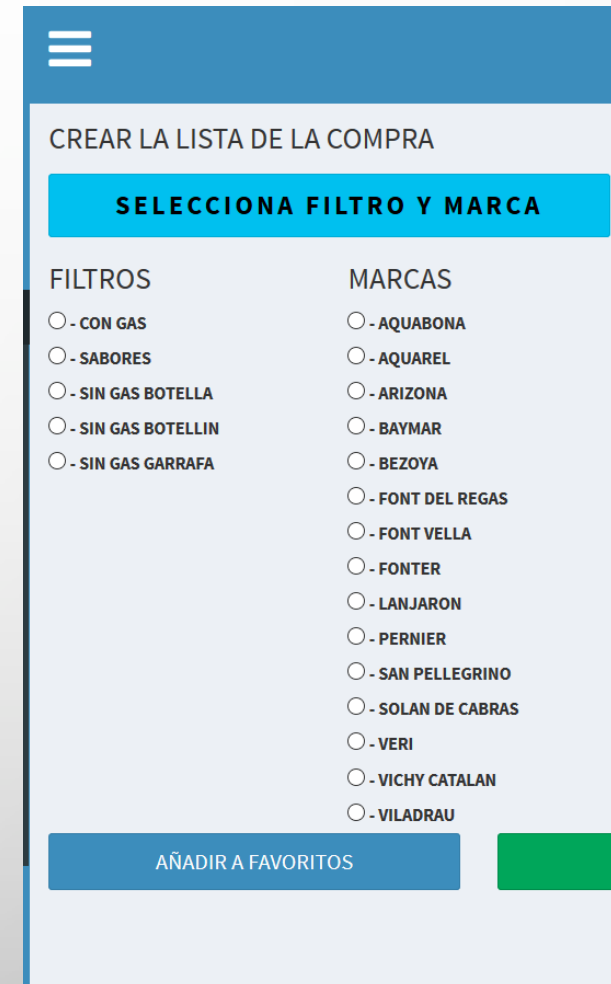 CREAR LA LISTA DE LA COMPRA
SELECCIONA FILTRO Y MARCA
FILTROS
- CON GAS
- SABORES
- SIN GAS BOTELLA
- SIN GAS BOTELLIN
- SIN GAS GARRAFA
MARCAS
- AQUABONA
- AQUAREL
- ARIZONA
- BAYMAR
- BEZOYA
- FONT DEL REGAS
- FONT VELLA
- FONTER
- LANJARON
- PERNIER
- SAN PELLEGRINO
- SOLAN DE CABRAS
- VERI
- VICHY CATALAN
- VILADRAU
AÑADIR A FAVORITOS